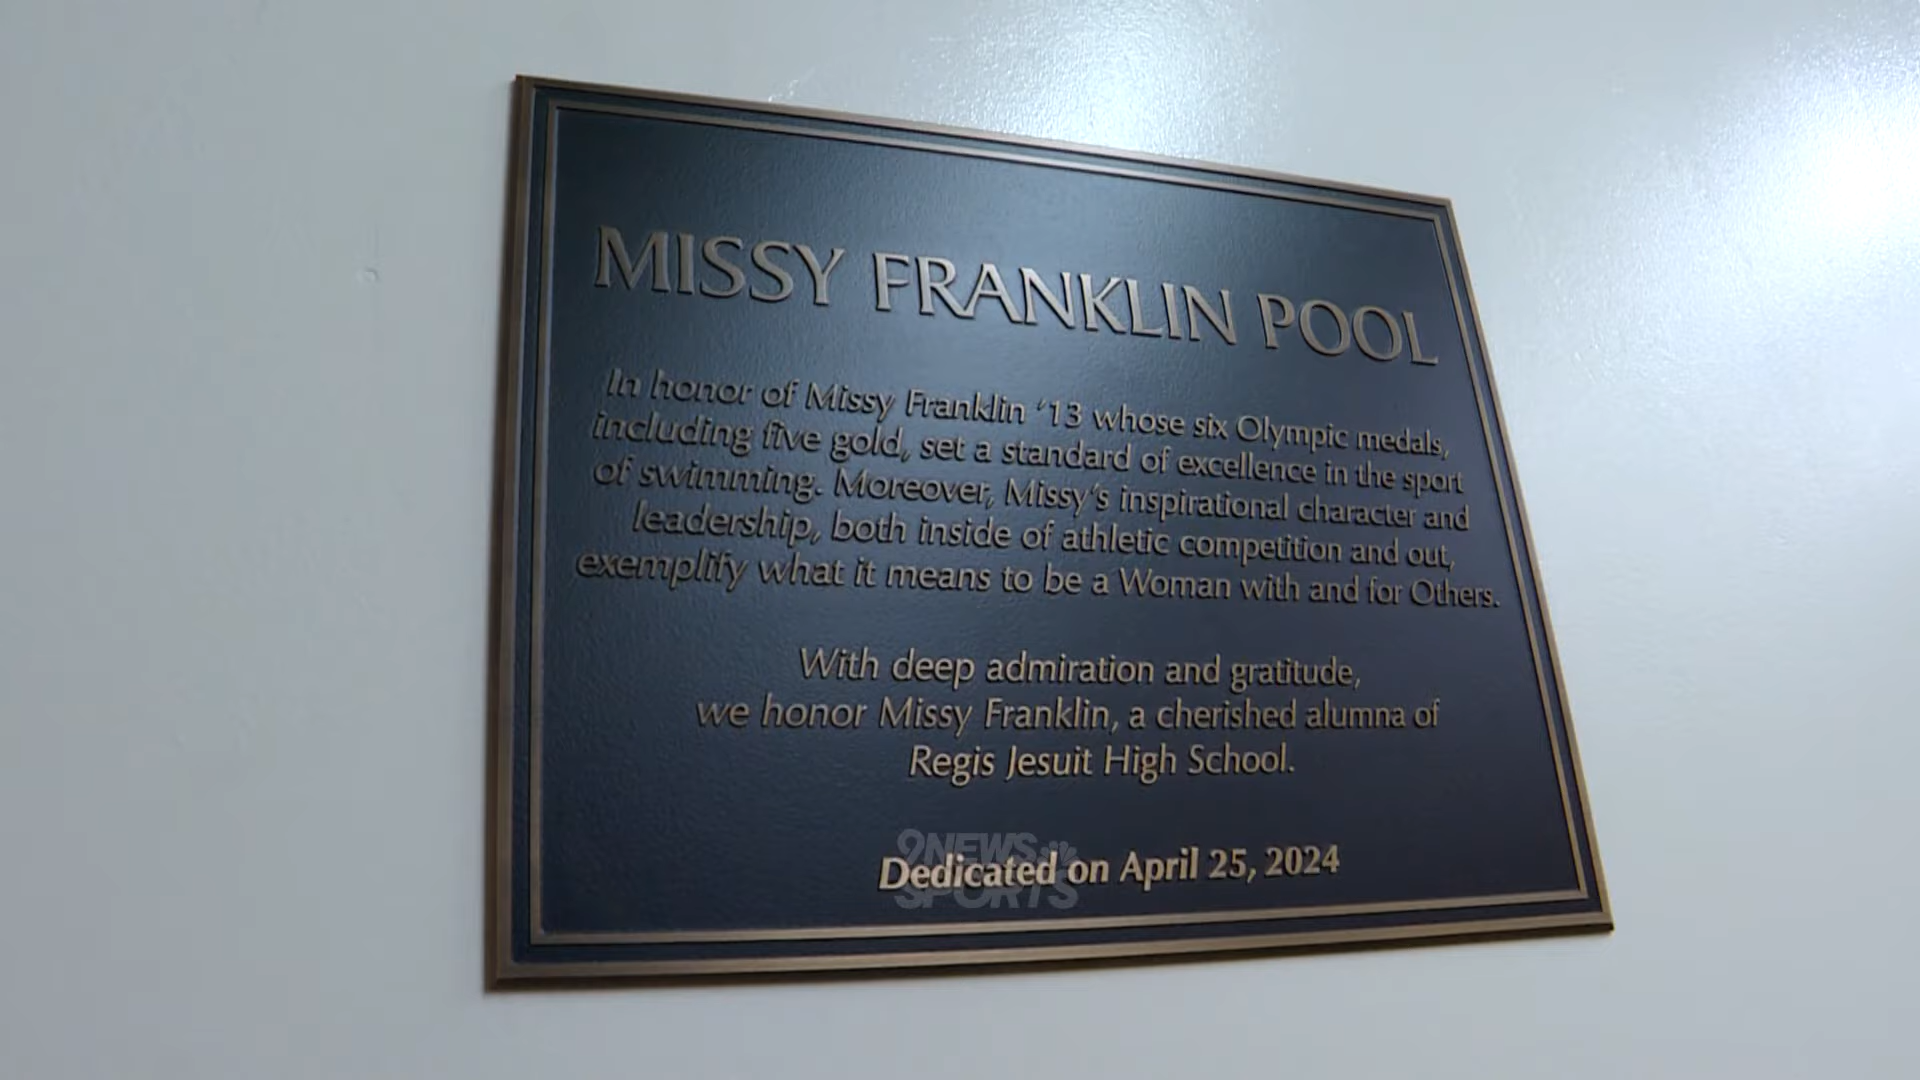 MISSY FRANKLIN POOL
In honor of Missy Franklin '13 whose six Olympic medals,
including five gold, set a standard of excellence in the sport
of swimming. Moreover, Missy's inspirational character and
leadership, both inside of athletic competition and out,
exemplify what it means to be a Woman with and for Others.
With deep admiration and gratitude,
we honor Missy Franklin, a cherished alumna of
Regis Jesuit High School.
Dedicated on April 25, 2024
9NEWS
SPORTS